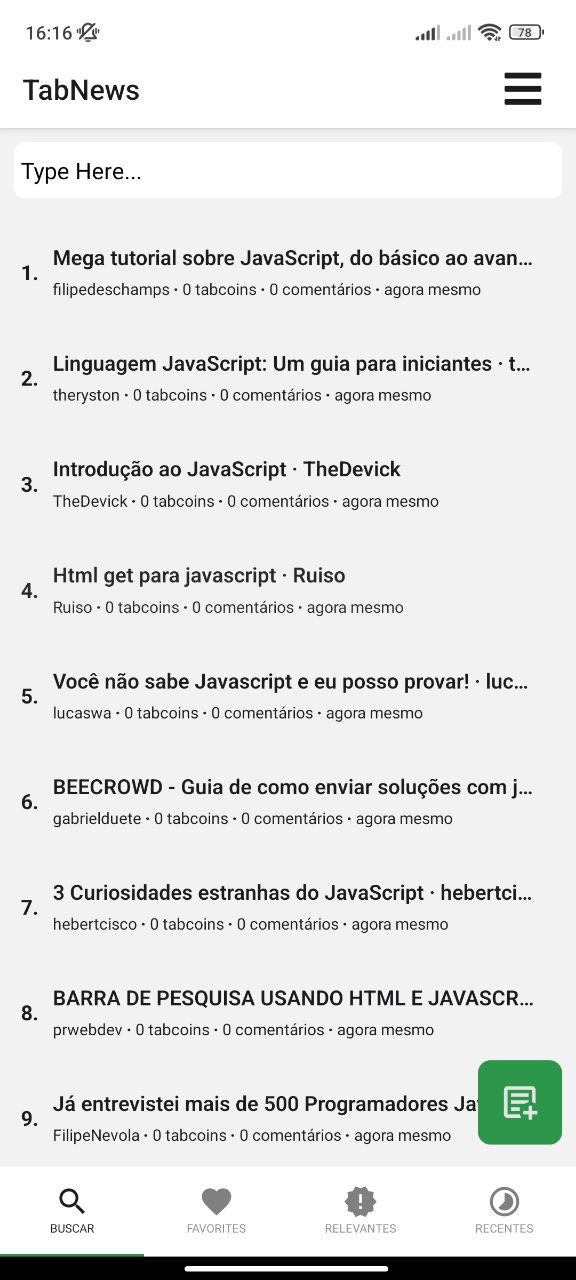 16:16
78
TabNews
Type Here...
1.
Mega tutorial sobre JavaScript, do básico ao avan...
filipedeschamps · 0 tabcoins · 0 comentários · agora mesmo
2.
Linguagem JavaScript: Um guia para iniciantes · t...
theryston · 0 tabcoins · 0 comentários · agora mesmo
3.
Introdução ao JavaScript · TheDevick
TheDevick · 0 tabcoins · 0 comentários · agora mesmo
4.
Html get para javascript · Ruiso
Ruiso · 0 tabcoins · 0 comentários · agora mesmo
5.
Você não sabe Javascript e eu posso provar! · luc...
lucaswa · 0 tabcoins · 0 comentários · agora mesmo
6.
BEECROWD - Guia de como enviar soluções com j...
gabrielduete · 0 tabcoins · 0 comentários · agora mesmo
7.
3 Curiosidades estranhas do JavaScript · hebertci...
hebertcisco · 0 tabcoins · 0 comentários · agora mesmo
8.
BARRA DE PESQUISA USANDO HTML E JAVASCR...
prwebdev · 0 tabcoins · 0 comentários · agora mesmo
9.
Já entrevistei mais de 500 Programadores
FilipeNevola · 0 tabcoins · 0 comentários · agora mesmo
BUSCAR
FAVORITES
RELEVANTES
RECENTES